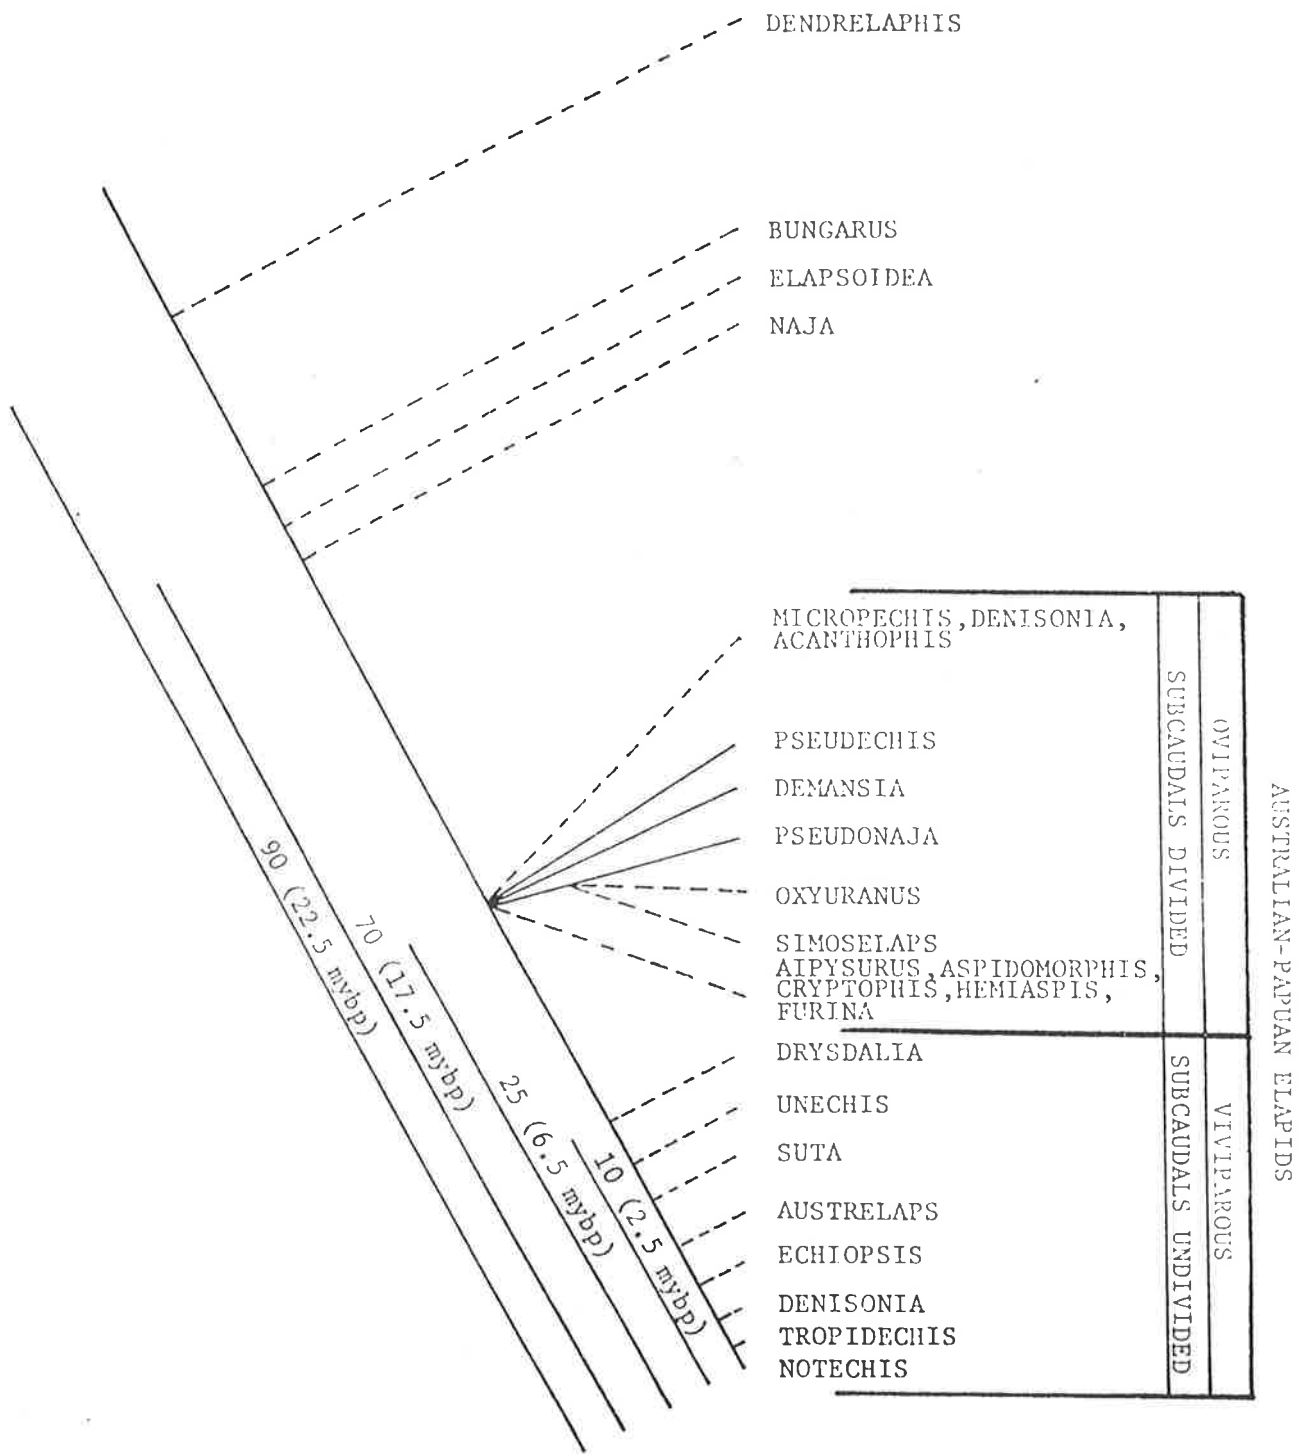 DENDRELAPHIS
BUNGARUS
ELAPSOIDEA
NAJA
MICROPECHIS, DENISONIA,
ACANTHOPHIS
PSEUDECHIS
DEMANSIA
PSEUDONAJA
OXYURANUS
SIMOSELAPS
AIPYSURUS, ASPIDOMORPHIS,
CRYPTOPHIS, HEMIASPIS,
FURINA
DRYSDALIA
UNECHIS
SUTA
AUSTRELAPS
ECHIOPSIS
DENISONIA
TROPIDECHIS
NOTECHIS
SUBCAUDALS DIVIDED
OVIPAROUS
SUBCAUDALS UNDIVIDED
VIVIPAROUS
AUSTRALIAN-PAPUAN ELAPIDS
90 (22.5 mybp)
70 (17.5 mybp)
25 (6.5 mybp)
10 (2.5 mybp)